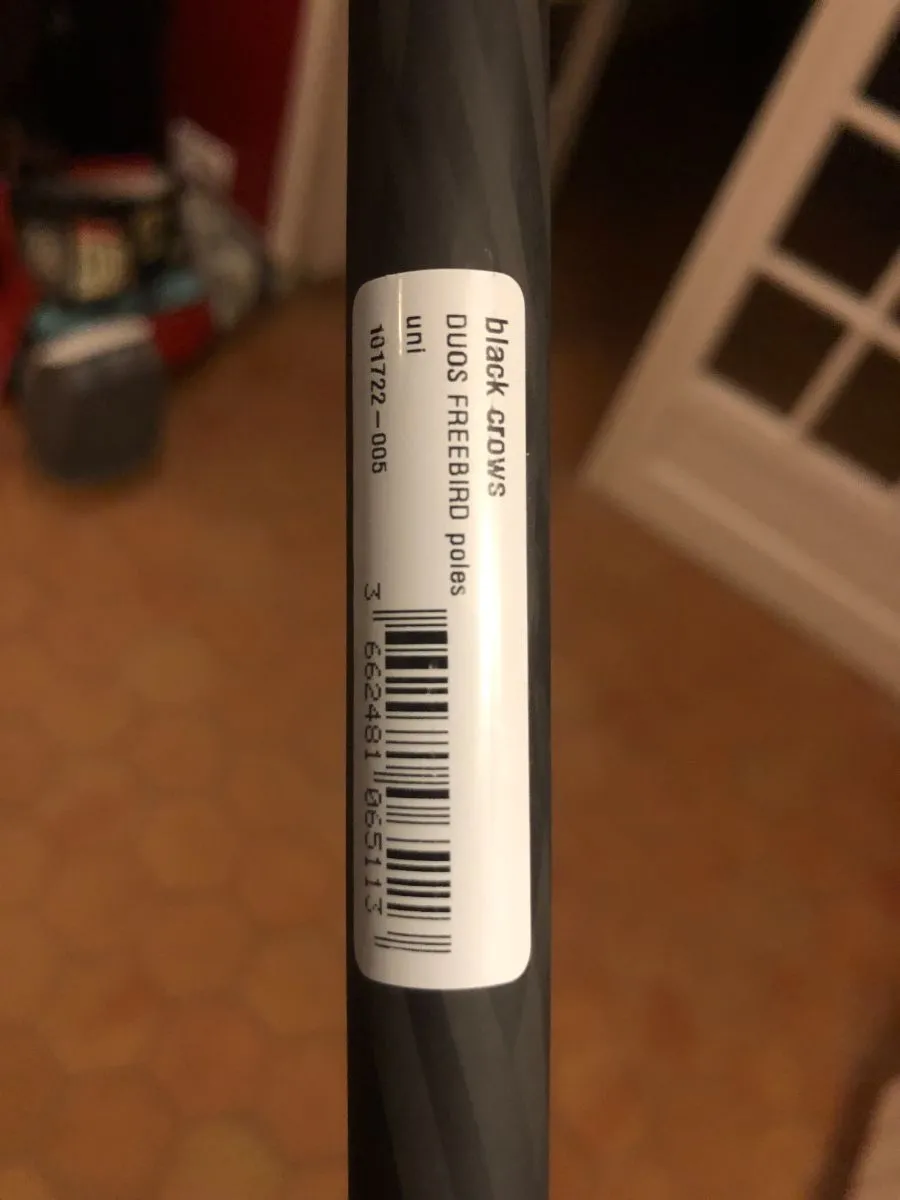 black crows
DUOS FREEBIRD poles
uni
101722-005
3 662481 065113